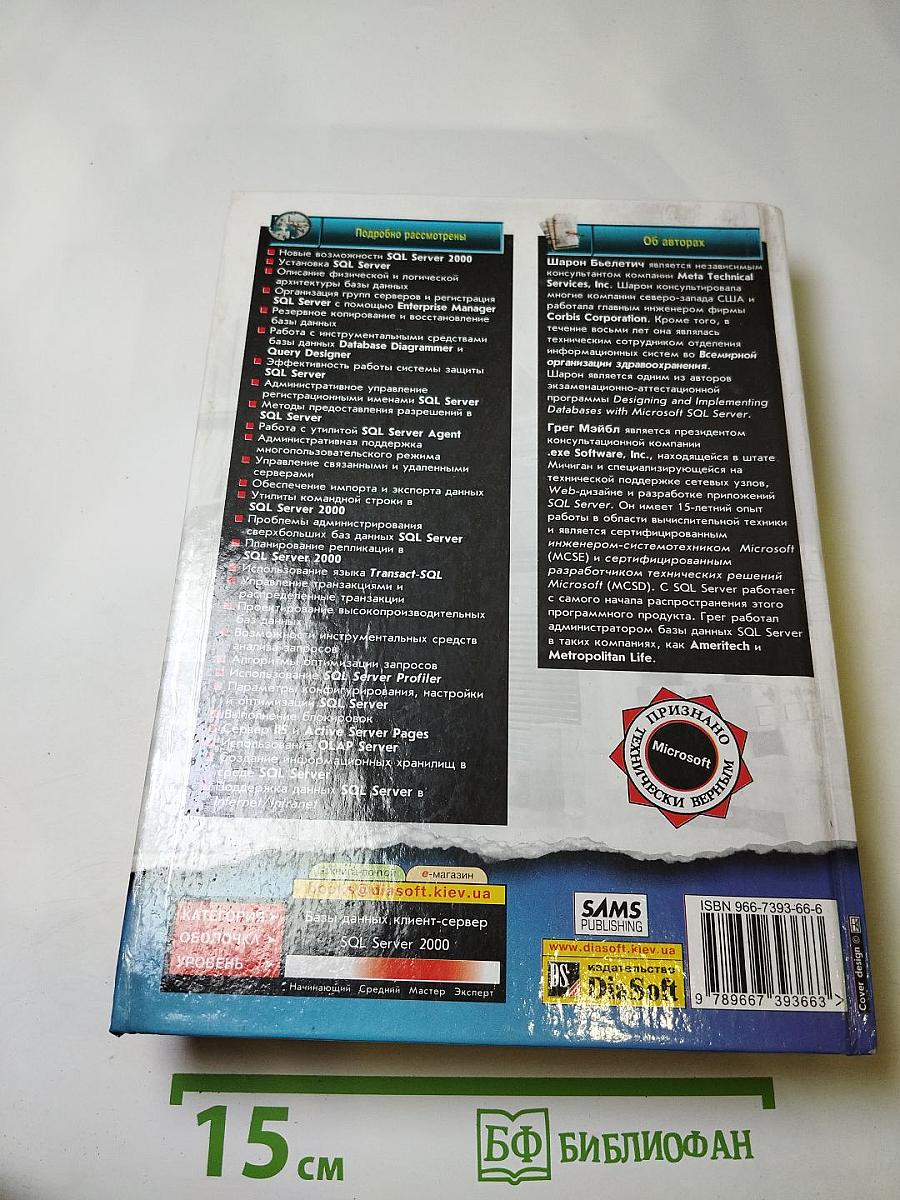 Подробно рассмотрены
Новые возможности SQL Server 2000
Установка SQL Server
Описание физической и логической
архитектуры базы данных
Организация групп серверов и регистрация
SQL Server с помощью Enterprise Manager
Резервное копирование и восстановление
базы данных
Работа с инструментальными средствами
базы данных Database Diagrammer и
Query Designer
Эффективность работы системы защиты
SQL Server
Административное управление
регистрационными именами SQL Server
Методы предоставления разрешений в
SQL Server
Работа с утилитой SQL Server Agent
Административная поддержка
многопользовательского режима
Управление связанными и удаленными
серверами
Обеспечение импорта и экспорта данных
Утилиты командной строки в
SQL Server 2000
Проблемы администрирования
сверхбольших баз данных SQL Server
Планирование репликации в
SQL Server 2000
Использование языка Transact-SQL
Управление транзакциями и
распределенные транзакции
Проектирование высокопроизводительных
баз данных
Возможности инструментальных средств
анализа запросов
Алгоритмы оптимизации запросов
Использование SQL Server Profiler
Параметры конфигурирования, настройки
и оптимизации SQL Server
Выполнение блокировок
Сервер IIS и Active Server Pages
Использование OLAP Server
Создание информационных хранилищ в
среде SQL Server
Поддержка данных SQL Server в
Internet/Intranet
Об авторах
Шарон Бьелетич является независимым
консультантом компании Meta Technical
Services, Inc. Шарон консультировала
многие компании северо-запада США и
работала главным инженером фирмы
Corbis Corporation. Кроме того, в
течение восьми лет она являлась
техническим сотрудником отделения
информационных систем во Всемирной
организации здравоохранения.
Шарон является одним из авторов
экзаменационно-аттестационной
программы Designing and Implementing
Databases with Microsoft SQL Server.
Грег Мэйбл является президентом
консультационной компании
.exe Software, Inc., находящейся в штате
Мичиган и специализирующейся на
технической поддержке сетевых узлов,
Web-дизайне и разработке приложений
SQL Server. Он имеет 15-летний опыт
работы в области вычислительной техники
и является сертифицированным
инженером-системотехником Microsoft
(MCSE) и сертифицированным
разработчиком технических решений
Microsoft (MCSD). С SQL Server работает
с самого начала распространения этого
программного продукта. Грег работал
администратором базы данных SQL Server
в таких компаниях, как Ameritech и
Metropolitan Life.
ПРИЗНАНО
Microsoft
ТЕХНИЧЕСКИ ВЕРНЫМ
книга-почтой е-магазин
books@diasoft.kiev.ua
КАТЕГОРИЯ > Базы данных клиент-сервер
ОБОЛОЧКА > SQL Server 2000
УРОВЕНЬ >
Начинающий Средний Мастер Эксперт
SAMS
PUBLISHING
www.diasoft.kiev.ua
DS издательство
DiaSoft
ISBN 966-7393-66-6
9 789667 393663 >
Cover design ©
15 см
БФ БИБЛИОФАН